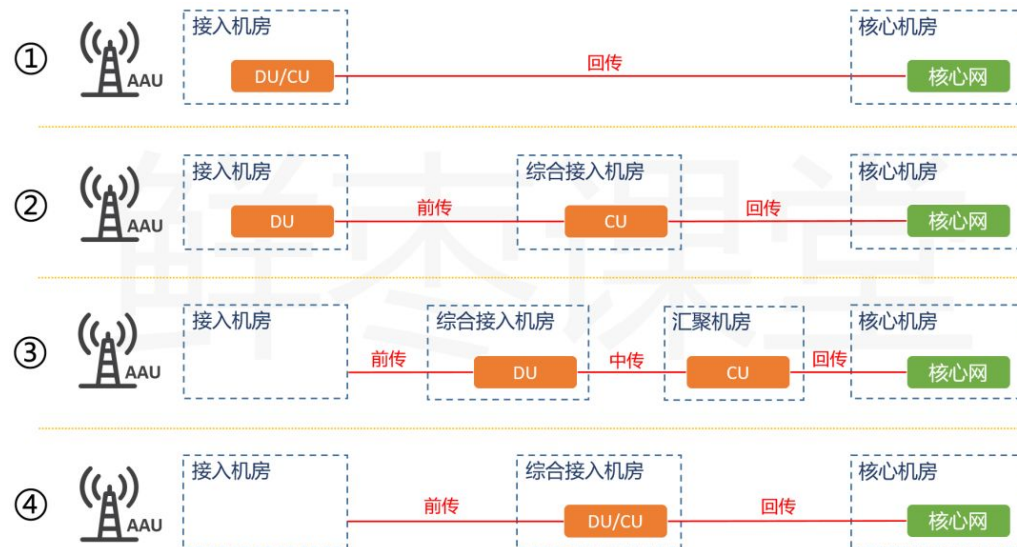 ① 接入机房 核心机房
AAU DU/CU 回传 核心网
② 接入机房 综合接入机房 核心机房
AAU DU 前传 CU 回传 核心网
③ 接入机房 综合接入机房 汇聚机房 核心机房
AAU 前传 DU 中传 CU 回传 核心网
④ 接入机房 综合接入机房 核心机房
AAU 前传 DU/CU 回传 核心网
鲜枣课堂